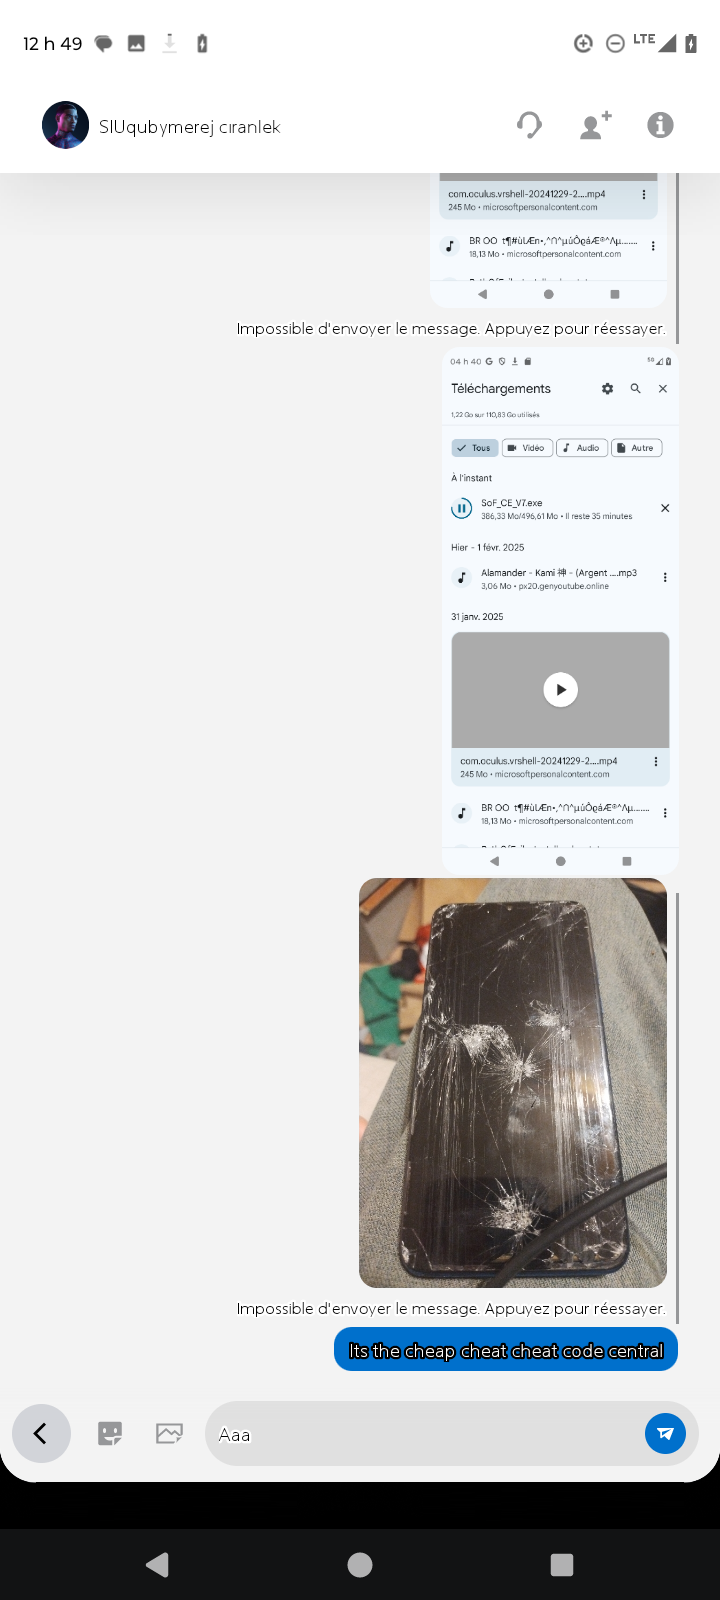 12 h 49
LTE
SlUqubymerej cıranlek
com.oculus.vrshell-20241229-2....mp4
245 Mo • microsoftpersonalcontent.com
BR OO
18,13 Mo • microsoftpersonalcontent.com
Impossible d'envoyer le message. Appuyez pour réessayer.
04 h 40 G
Téléchargements
1,22 Go sur 110,83 Go utilisés
Tous
Vidéo
Audio
Autre
À l'instant
SoF_CE_V7.exe
386,33 Mo/496,61 Mo • Il reste 35 minutes
Hier - 1 févr. 2025
Alamander - Kami 神 - (Argent ....mp3
3,06 Mo • px20.genyoutube.online
31 janv. 2025
com.oculus.vrshell-20241229-2....mp4
245 Mo • microsoftpersonalcontent.com
BR OO
18,13 Mo • microsoftpersonalcontent.com
Impossible d'envoyer le message. Appuyez pour réessayer.
Its the cheap cheat cheat code central
Aaa